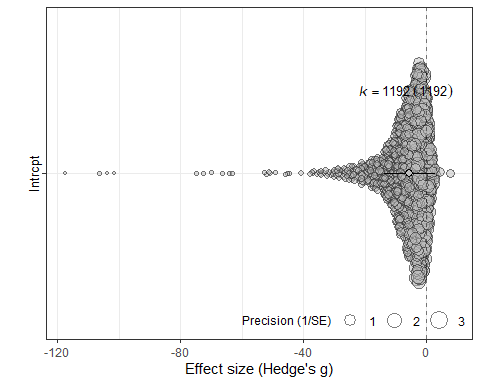 k = 1192 (1192)
Intrcpt
Precision (1/SE) 1 2 3
-120 -80 -40 0
Effect size (Hedge's g)